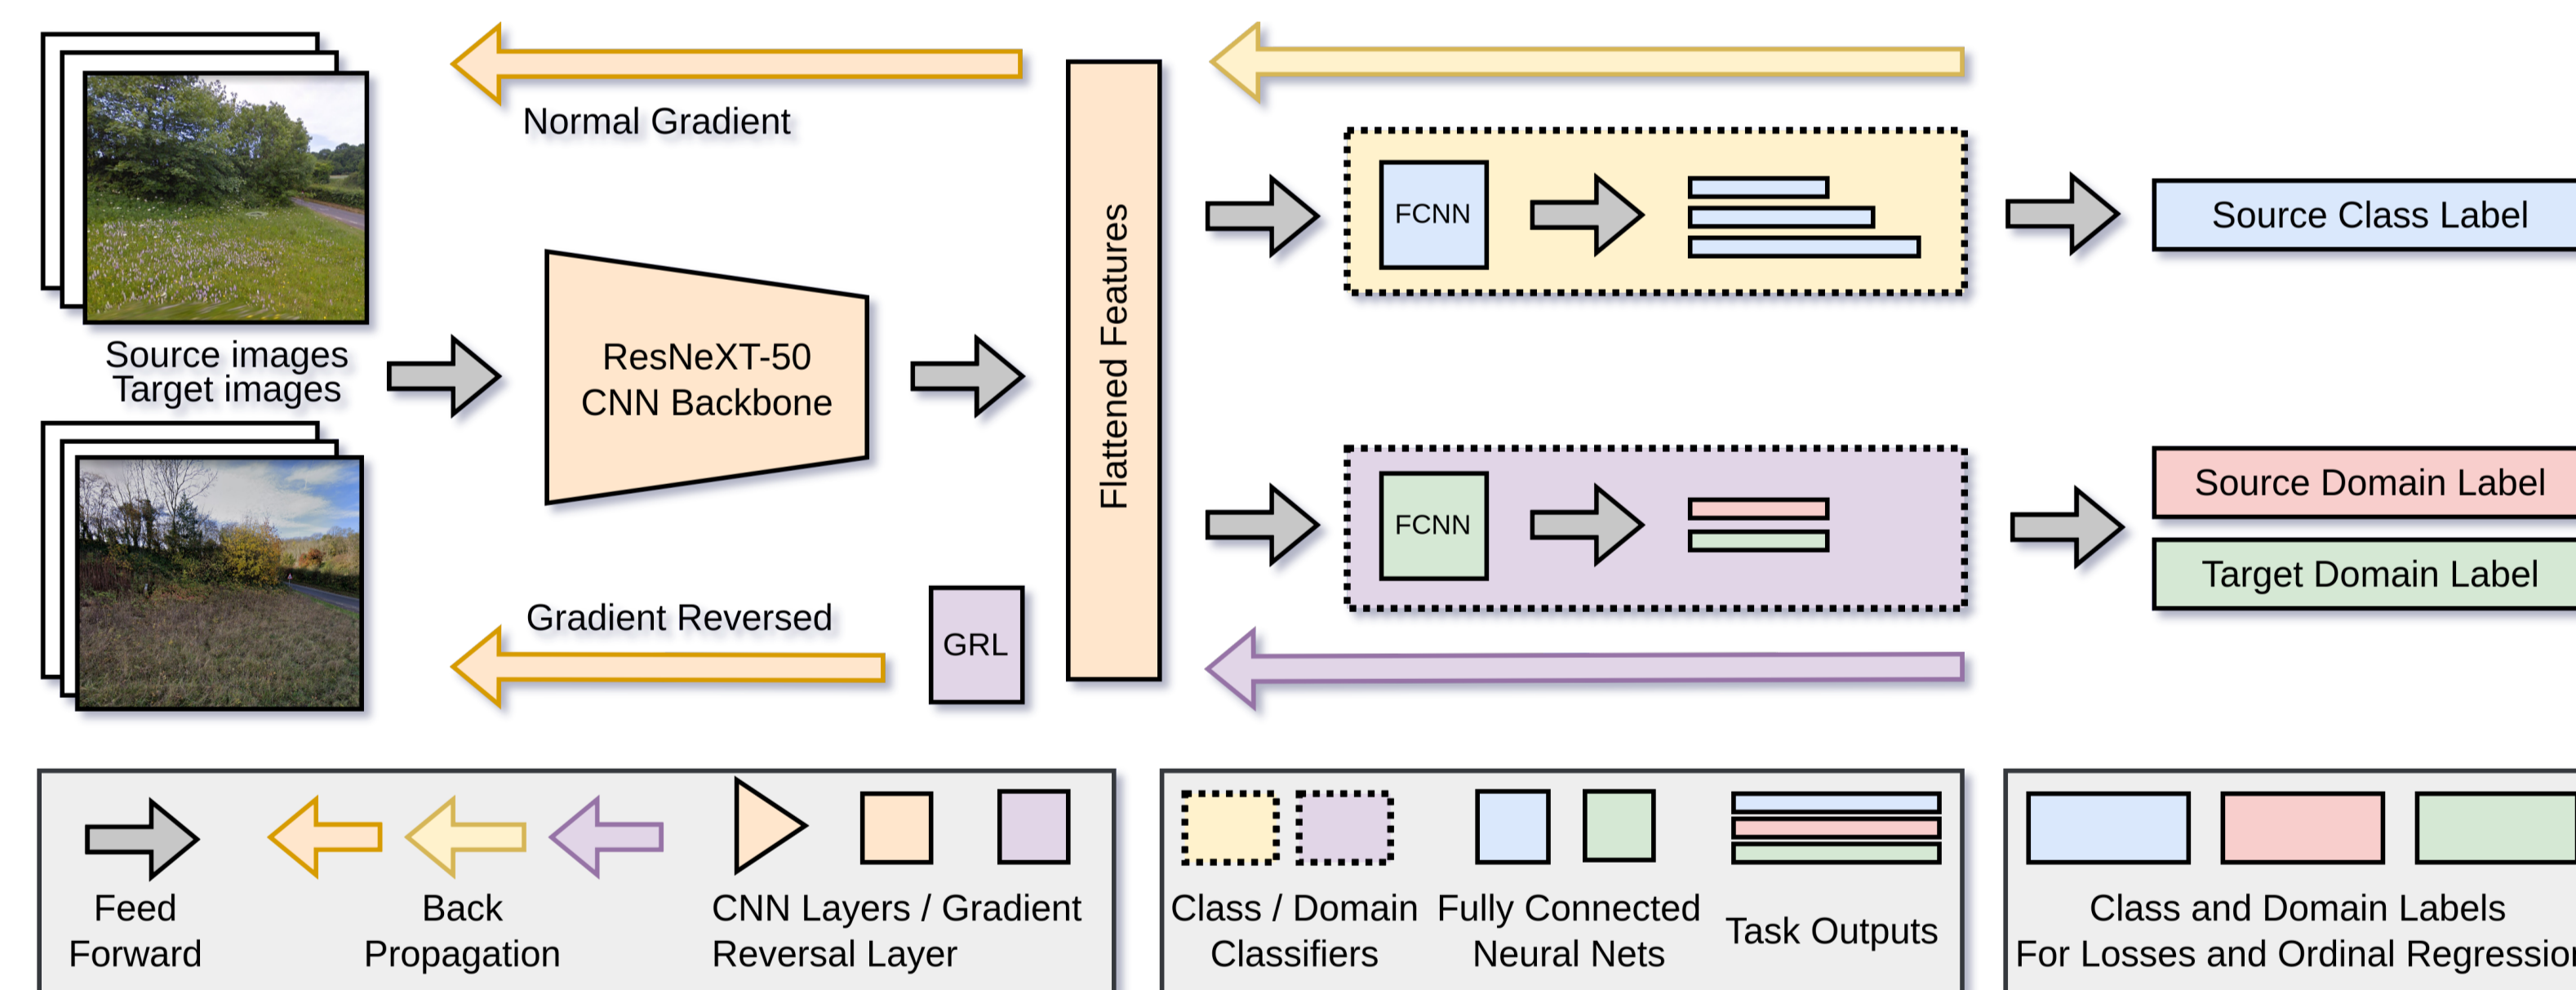 Normal Gradient
Source images
Target images
ResNeXT-50
CNN Backbone
Flattened Features
FCNN
Source Class Label
FCNN
Source Domain Label
Target Domain Label
Gradient Reversed
GRL
Feed
Forward
Back
Propagation
CNN Layers / Gradient
Reversal Layer
Class / Domain
Classifiers
Fully Connected
Neural Nets
Task Outputs
Class and Domain Labels
For Losses and Ordinal Regression